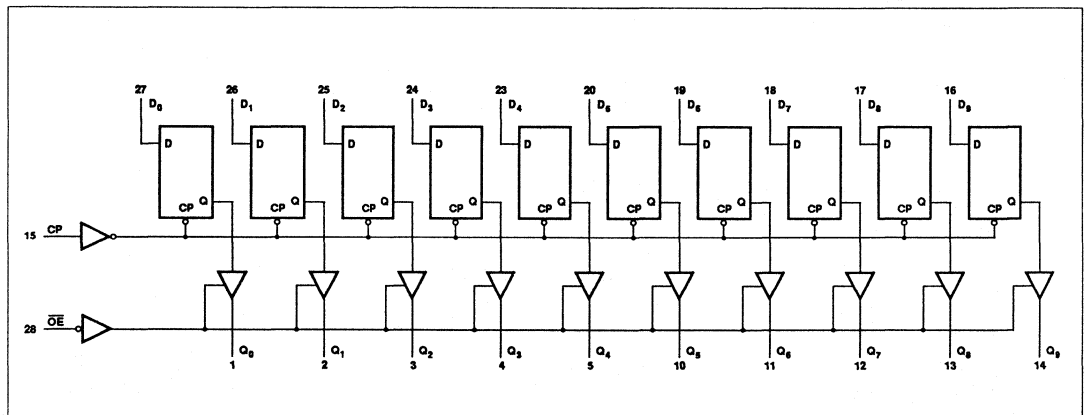 27 26 25 24 23 20 19 18 17 16
D0 D1 D2 D3 D4 D5 D6 D7 D8 D9
D D D D D D D D D D
Q Q Q Q Q Q Q Q Q Q
CP CP CP CP CP CP CP CP CP CP
15 CP
28 OE
Q0 Q1 Q2 Q3 Q4 Q5 Q6 Q7 Q8 Q9
1 2 3 4 5 10 11 12 13 14